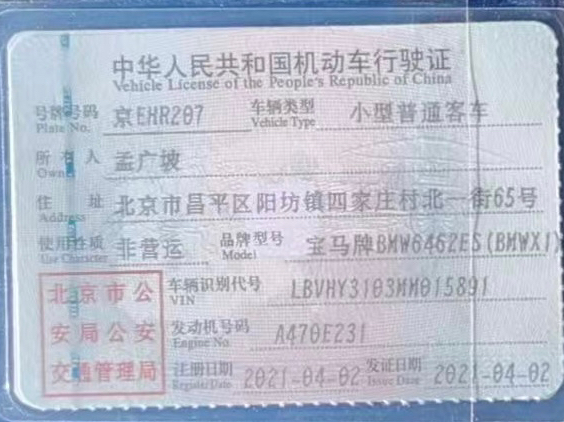 中华人民共和国机动车行驶证
Vehicle License of the People's Republic of China
号牌号码 京EHR207 车辆类型 小型普通客车
Plate No. Vehicle Type
所有人 孟广坡
Owner
住址 北京市昌平区阳坊镇四家庄村北一街65号
Address
使用性质 非营运 品牌型号 宝马牌BMW6462ES(BMWX1)
Use Character Model
北京市公 车辆识别代号 LBVHY3103MM015891
VIN
安局公安 发动机号码 A470E231
Engine No.
交通管理局 注册日期 2021-04-02 发证日期 2021-04-02
Register Date Issue Date